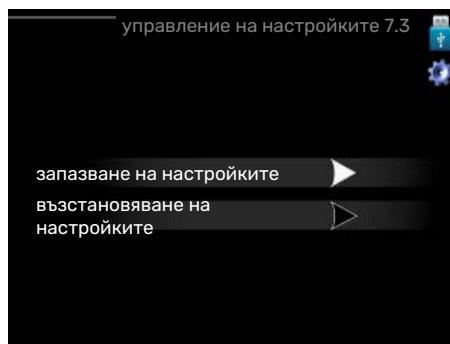 управление на настройките 7.3
запазване на настройките
възстановяване на
настройките